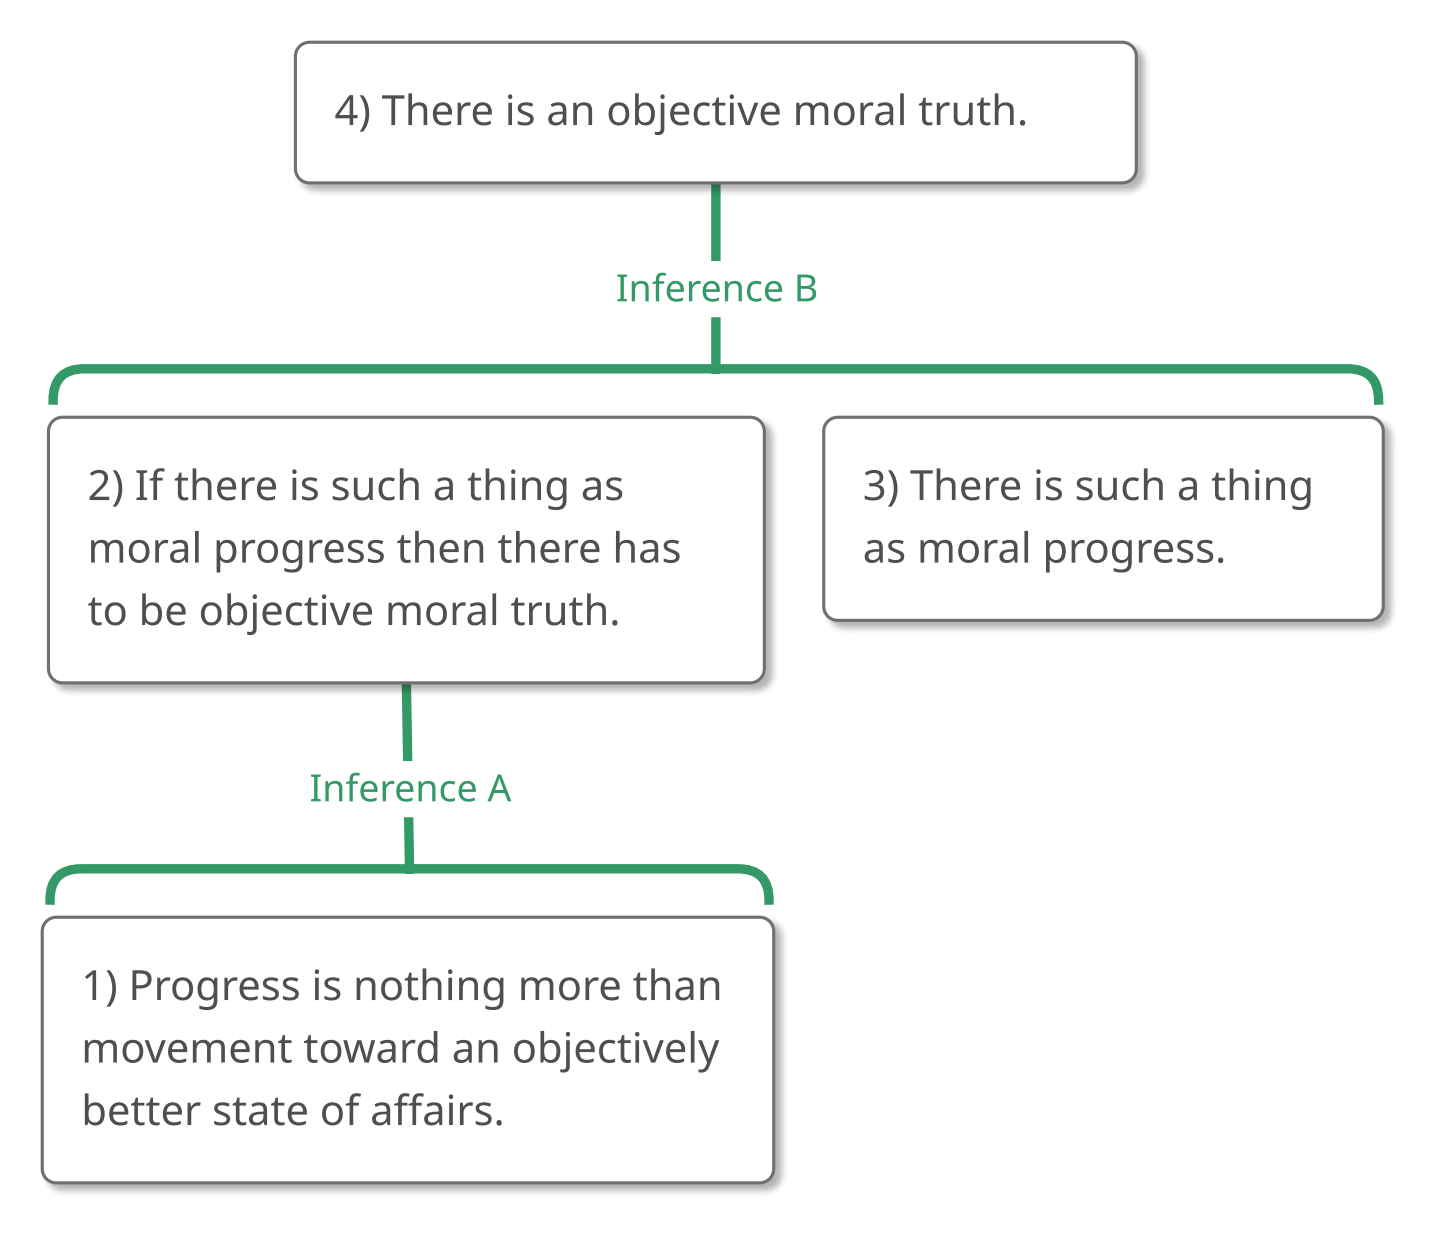 4) There is an objective moral truth.
Inference B
2) If there is such a thing as
moral progress then there has
to be objective moral truth.
3) There is such a thing
as moral progress.
Inference A
1) Progress is nothing more than
movement toward an objectively
better state of affairs.